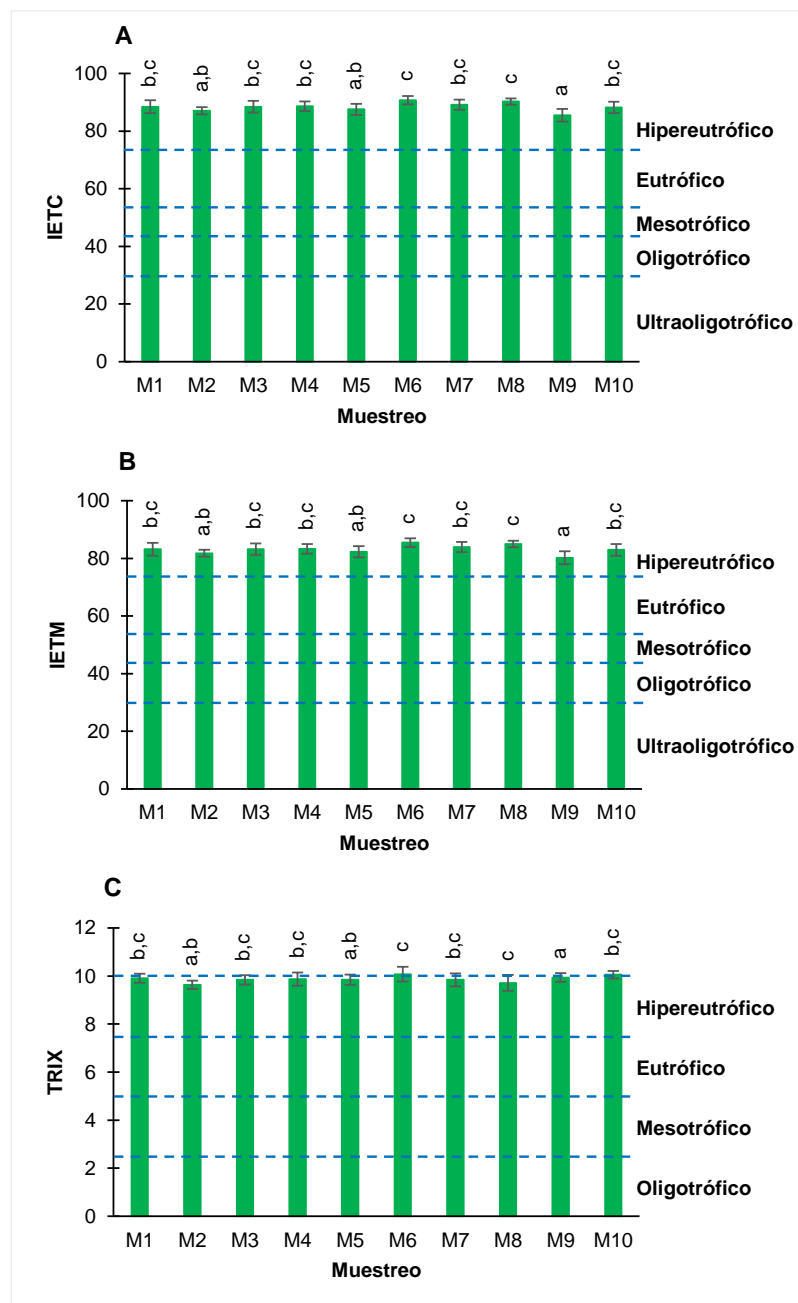 A
b,c a,b b,c b,c a,b c b,c c a b,c
100
80
60
40
20
0
IETC
Hipereutrófico
Eutrófico
Mesotrófico
Oligotrófico
Ultraoligotrófico
M1 M2 M3 M4 M5 M6 M7 M8 M9 M10
Muestreo
B
b,c a,b b,c b,c a,b c b,c c a b,c
100
80
60
40
20
0
IETM
Hipereutrófico
Eutrófico
Mesotrófico
Oligotrófico
Ultraoligotrófico
M1 M2 M3 M4 M5 M6 M7 M8 M9 M10
Muestreo
C
b,c a,b b,c b,c a,b c b,c c a b,c
12
10
8
6
4
2
0
TRIX
Hipereutrófico
Eutrófico
Mesotrófico
Oligotrófico
M1 M2 M3 M4 M5 M6 M7 M8 M9 M10
Muestreo